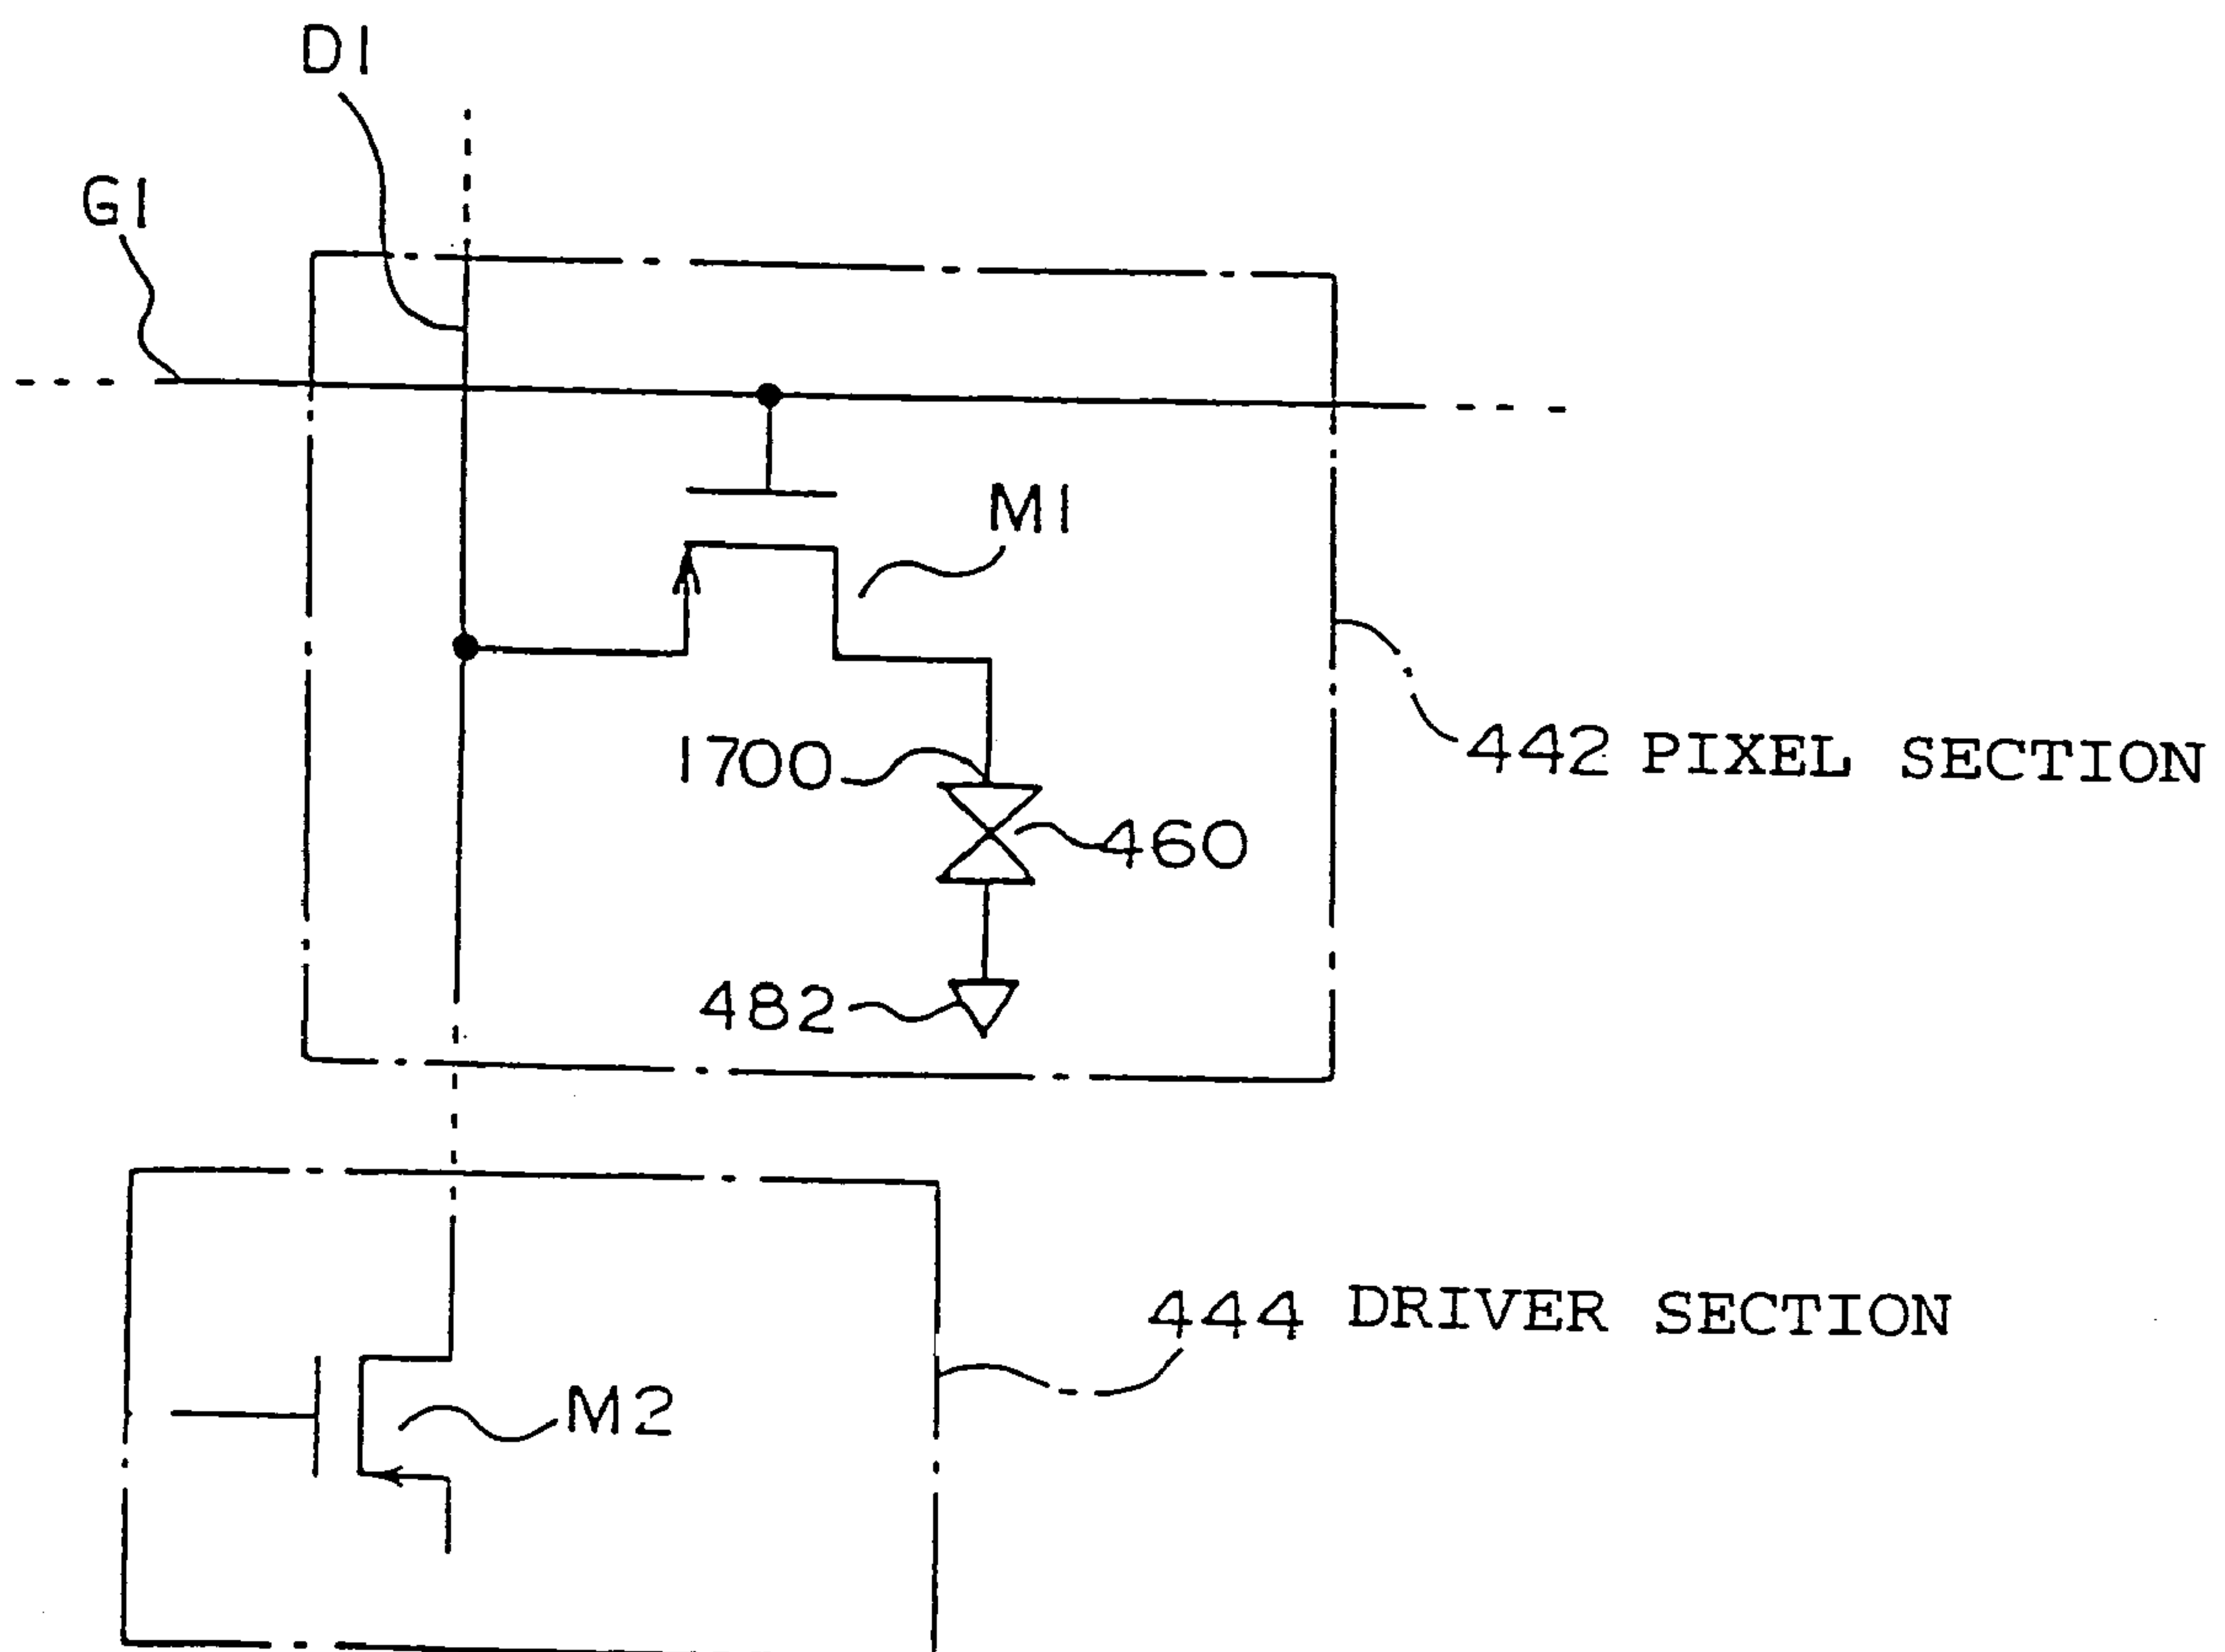 D1
G1
M1
1700
442 PIXEL SECTION
460
482
444 DRIVER SECTION
M2